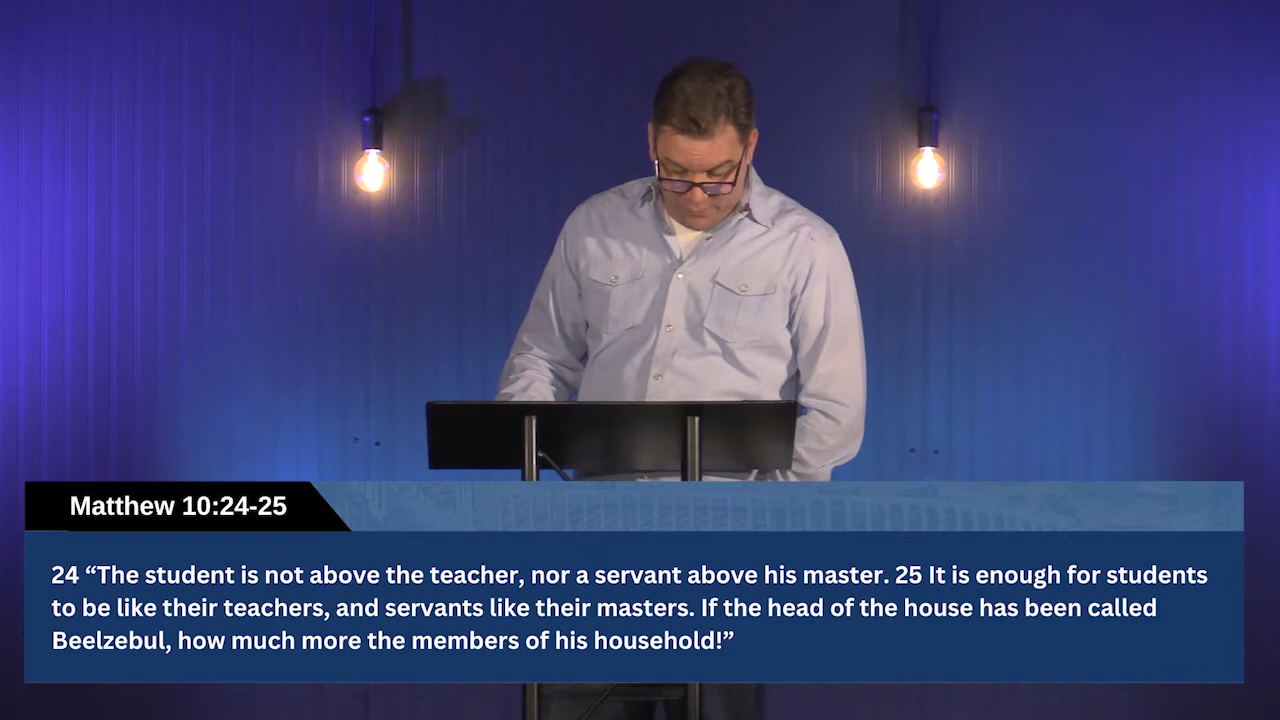 Matthew 10:24-25
24 “The student is not above the teacher, nor a servant above his master. 25 It is enough for students
to be like their teachers, and servants like their masters. If the head of the house has been called
Beelzebul, how much more the members of his household!”